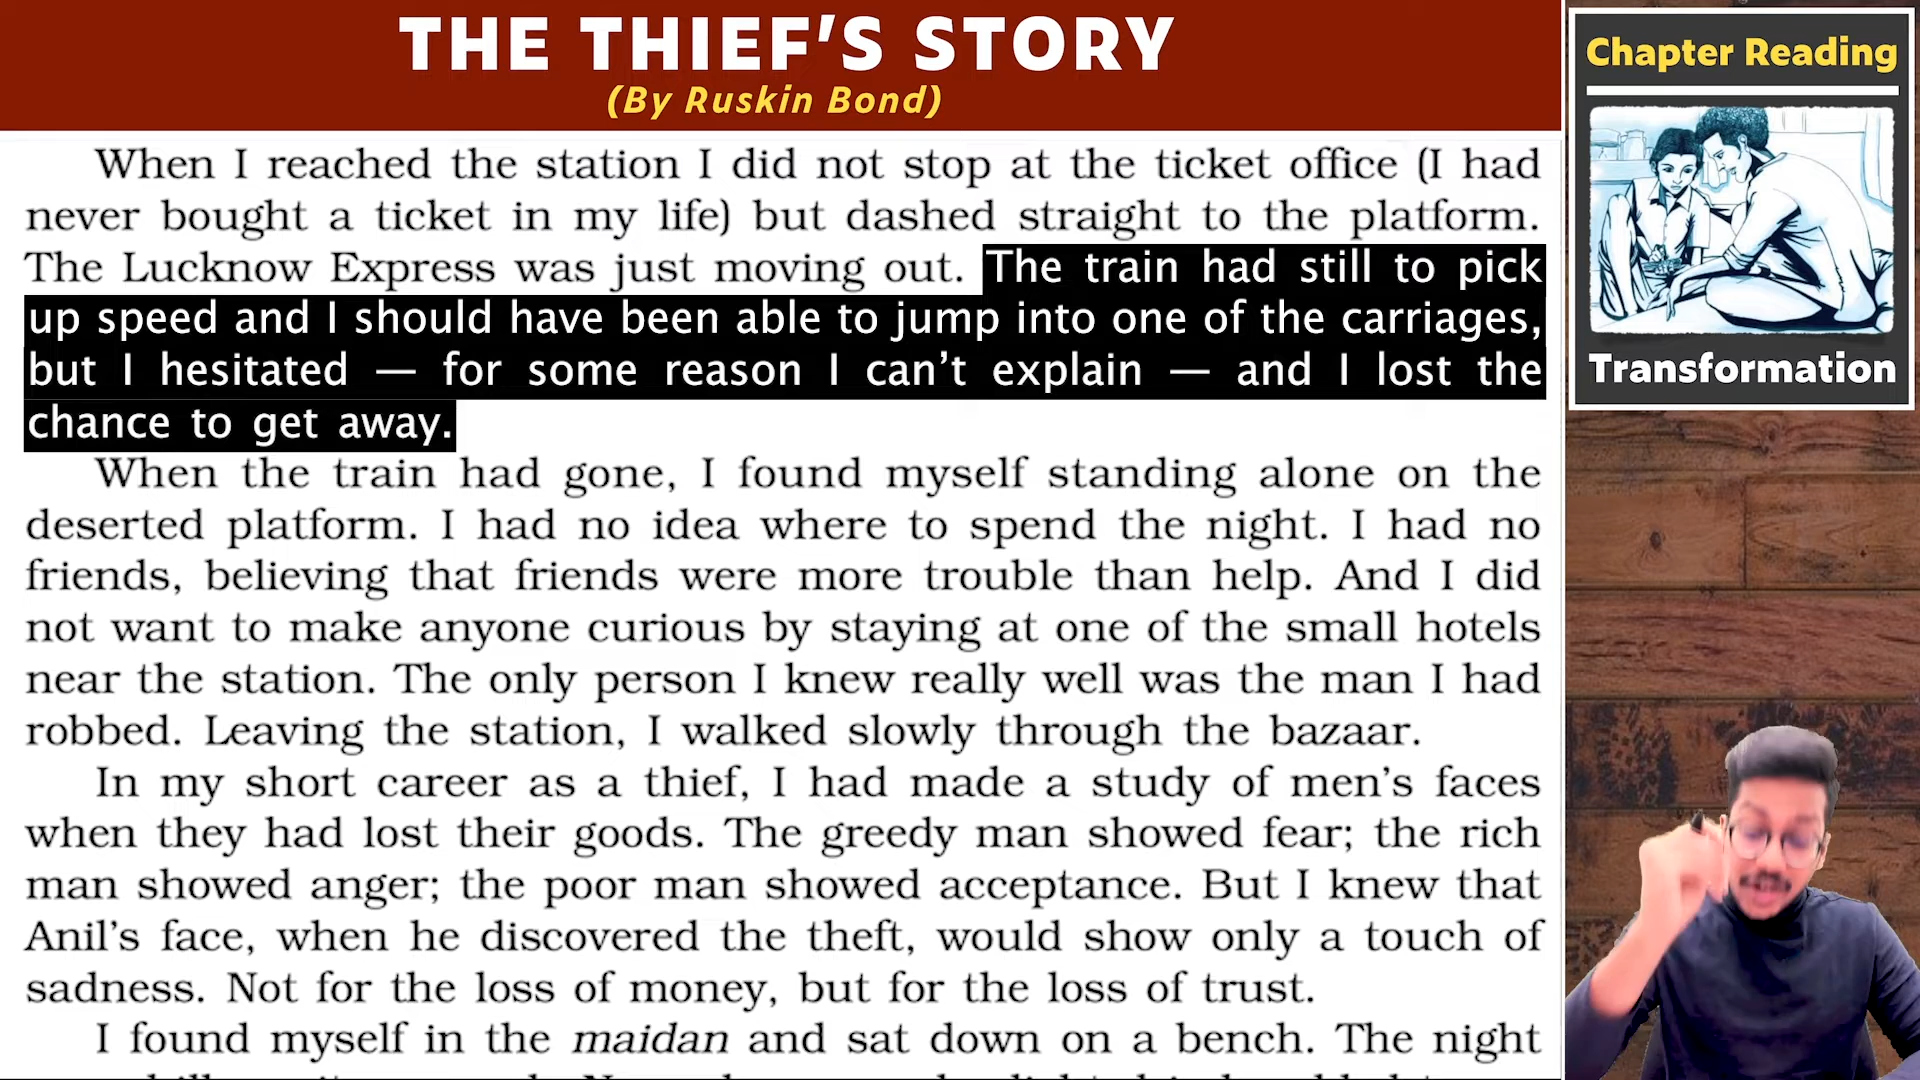 THE THIEF'S STORY
(By Ruskin Bond)
When I reached the station I did not stop at the ticket office (I had
never bought a ticket in my life) but dashed straight to the platform.
The Lucknow Express was just moving out. The train had still to pick
up speed and I should have been able to jump into one of the carriages,
but I hesitated — for some reason I can't explain — and I lost the
chance to get away.
When the train had gone, I found myself standing alone on the
deserted platform. I had no idea where to spend the night. I had no
friends, believing that friends were more trouble than help. And I did
not want to make anyone curious by staying at one of the small hotels
near the station. The only person I knew really well was the man I had
robbed. Leaving the station, I walked slowly through the bazaar.
In my short career as a thief, I had made a study of men's faces
when they had lost their goods. The greedy man showed fear; the rich
man showed anger; the poor man showed acceptance. But I knew that
Anil's face, when he discovered the theft, would show only a touch of
sadness. Not for the loss of money, but for the loss of trust.
I found myself in the maidan and sat down on a bench. The night
Chapter Reading
Transformation